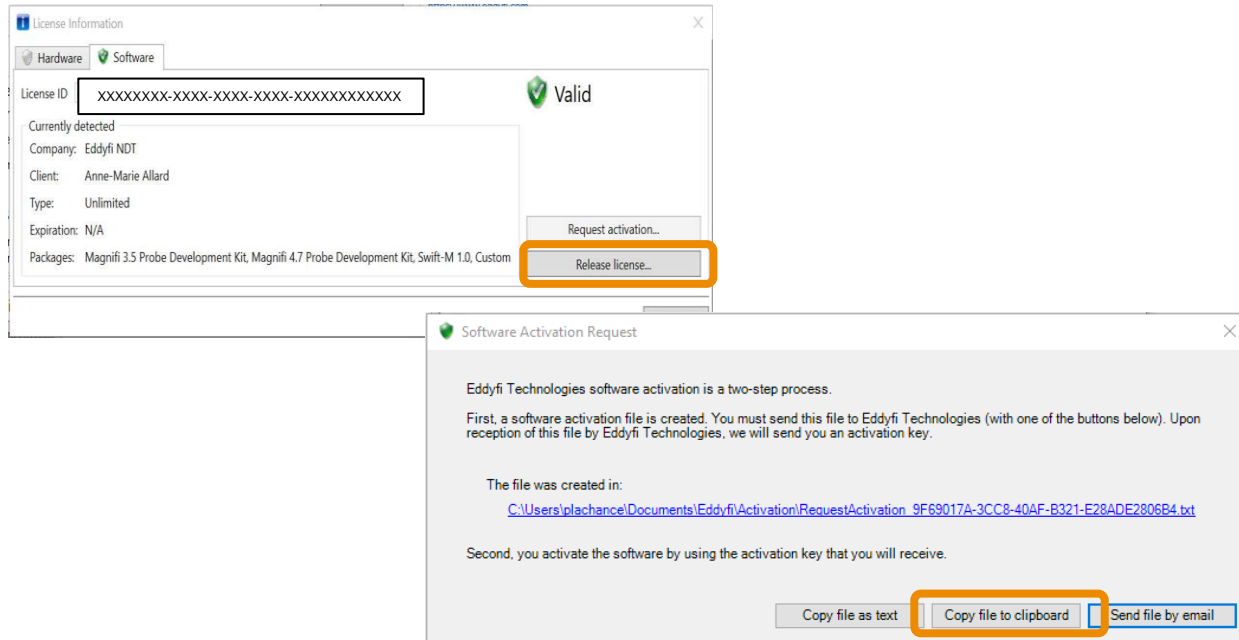 License Information
Hardware
Software
License ID
XXXXXXXX-XXXX-XXXX-XXXX-XXXXXXXXXXXX
Valid
Currently detected
Company: Eddyfi NDT
Client: Anne-Marie Allard
Type: Unlimited
Expiration: N/A
Packages: Magnifi 3.5 Probe Development Kit, Magnifi 4.7 Probe Development Kit, Swift-M 1.0, Custom
Request activation...
Release license...
Software Activation Request
Eddyfi Technologies software activation is a two-step process.
First, a software activation file is created. You must send this file to Eddyfi Technologies (with one of the buttons below). Upon
reception of this file by Eddyfi Technologies, we will send you an activation key.
The file was created in:
C:\Users\plachance\Documents\Eddyfi\Activation\RequestActivation_9F69017A-3CC8-40AF-B321-E28ADE2806B4.txt
Second, you activate the software by using the activation key that you will receive.
Copy file as text
Copy file to clipboard
Send file by email